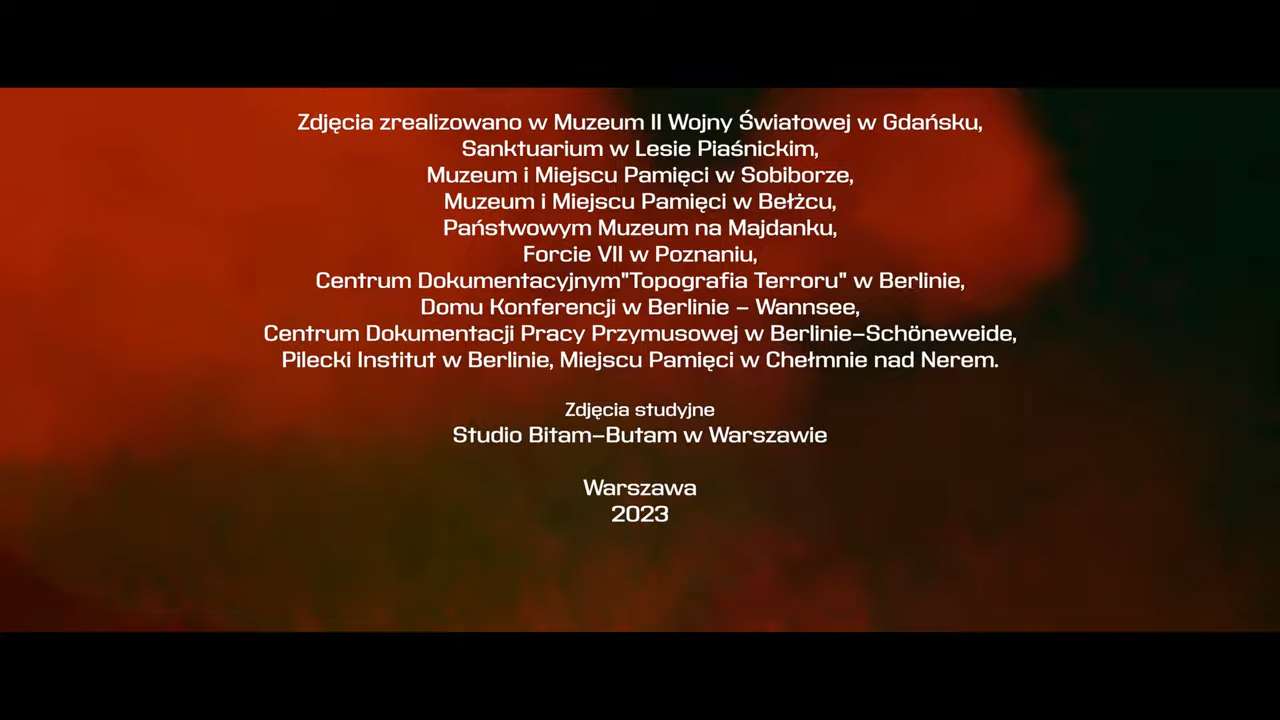 Zdjęcia zrealizowano w Muzeum II Wojny Światowej w Gdańsku,
Sanktuarium w Lesie Piaśnickim,
Muzeum i Miejscu Pamięci w Sobiborze,
Muzeum i Miejscu Pamięci w Bełżcu,
Państwowym Muzeum na Majdanku,
Forcie VII w Poznaniu,
Centrum Dokumentacyjnym"Topografia Terroru" w Berlinie,
Domu Konferencji w Berlinie – Wannsee,
Centrum Dokumentacji Pracy Przymusowej w Berlinie–Schöneweide,
Pilecki Institut w Berlinie, Miejscu Pamięci w Chełmnie nad Nerem.
Zdjęcia studyjne
Studio Bitam–Butam w Warszawie
Warszawa
2023